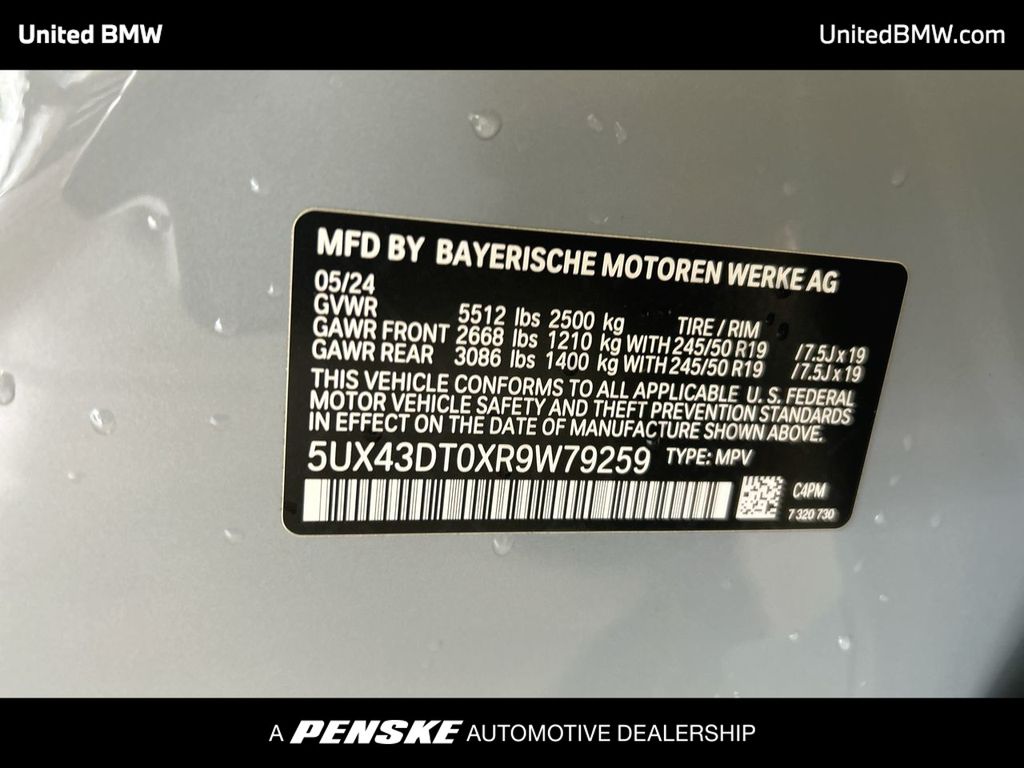 United BMW
UnitedBMW.com
MFD BY BAYERISCHE MOTOREN WERKE AG
05/24
GVWR 5512 lbs 2500 kg TIRE / RIM
GAWR FRONT 2668 lbs 1210 kg WITH 245/50 R19 /7.5J x 19
GAWR REAR 3086 lbs 1400 kg WITH 245/50 R19 /7.5J x 19
THIS VEHICLE CONFORMS TO ALL APPLICABLE U. S. FEDERAL
MOTOR VEHICLE SAFETY AND THEFT PREVENTION STANDARDS
IN EFFECT ON THE DATE OF MANUFACTURE SHOWN ABOVE.
5UX43DT0XR9W79259 TYPE: MPV
C4PM
7 320 730
A PENSKE AUTOMOTIVE DEALERSHIP